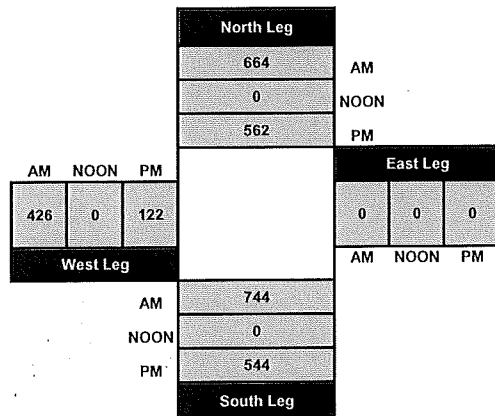 North Leg
664 AM
0 NOON
562 PM
East Leg
AM NOON PM
426 0 122
0 0 0
West Leg
AM NOON PM
AM 744
NOON 0
PM 544
South Leg